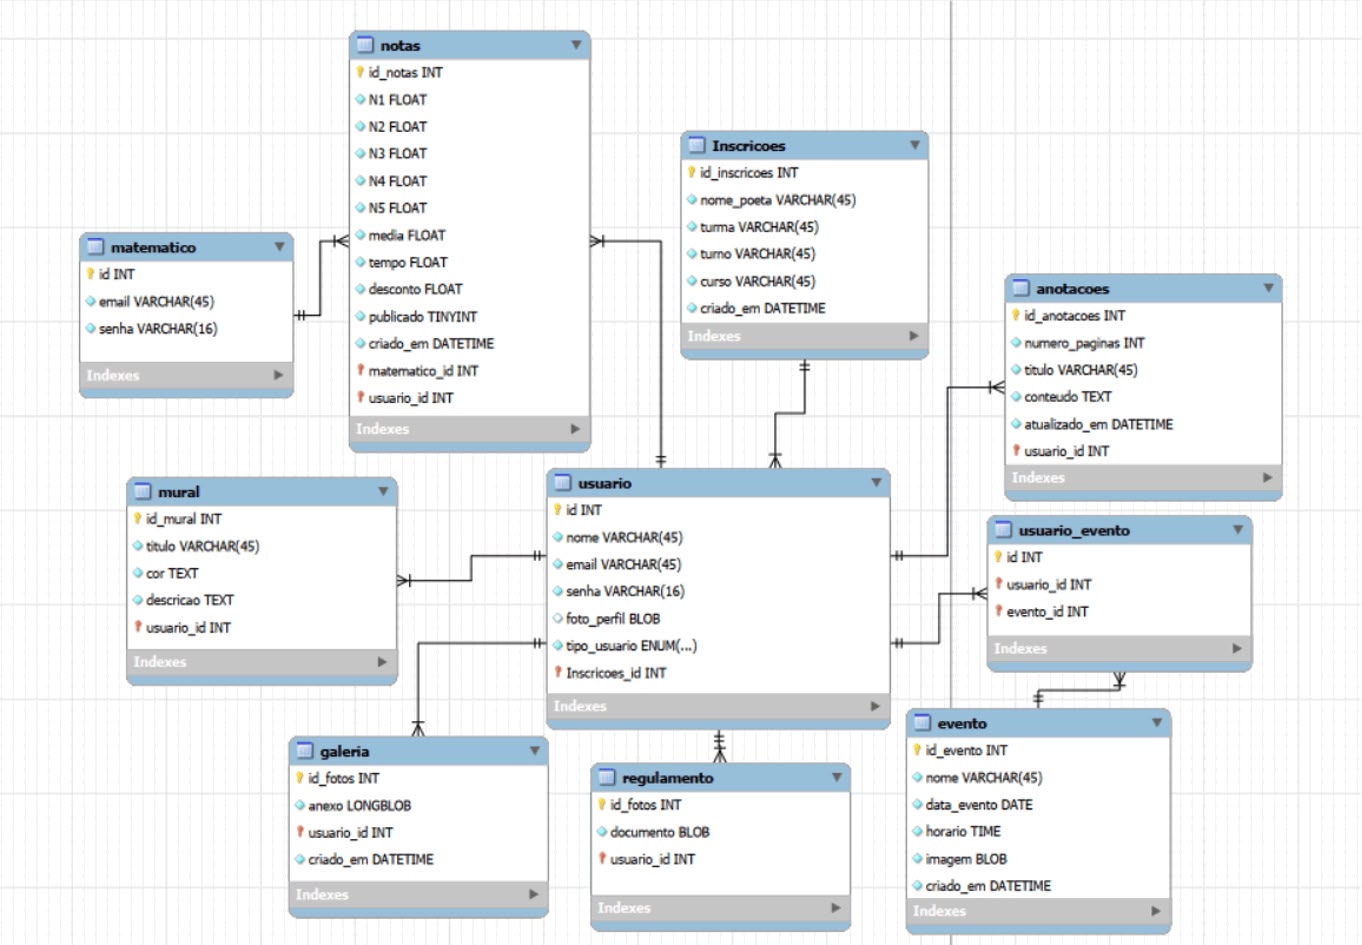 notas
id_notas INT
N1 FLOAT
N2 FLOAT
N3 FLOAT
N4 FLOAT
N5 FLOAT
media FLOAT
tempo FLOAT
desconto FLOAT
publicado TINYINT
criado_em DATETIME
matematico_id INT
usuario_id INT
Indexes
Inscricoes
id_inscricoes INT
nome_poeta VARCHAR(45)
turma VARCHAR(45)
turno VARCHAR(45)
curso VARCHAR(45)
criado_em DATETIME
Indexes
matematico
id INT
email VARCHAR(45)
senha VARCHAR(16)
Indexes
anotacoes
id_anotacoes INT
numero_paginas INT
titulo VARCHAR(45)
conteudo TEXT
atualizado_em DATETIME
usuario_id INT
Indexes
mural
id_mural INT
titulo VARCHAR(45)
cor TEXT
descricao TEXT
usuario_id INT
Indexes
usuario
id INT
nome VARCHAR(45)
email VARCHAR(45)
senha VARCHAR(16)
foto_perfil BLOB
tipo_usuario ENUM(...)
Inscricoes_id INT
Indexes
usuario_evento
id INT
usuario_id INT
evento_id INT
Indexes
galeria
id_fotos INT
anexo LONGBLOB
usuario_id INT
criado_em DATETIME
Indexes
regulamento
id_fotos INT
documento BLOB
usuario_id INT
Indexes
evento
id_evento INT
nome VARCHAR(45)
data_evento DATE
horario TIME
imagem BLOB
criado_em DATETIME
Indexes